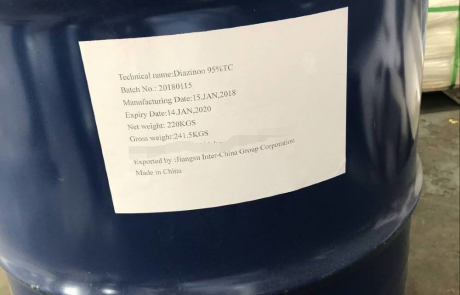 Technical name:Diazinon 95%TC
Batch No.: 20180115
Manufacturing Date:15.JAN,2018
Expiry Date:14.JAN,2020
Net weight: 220KGS
Gross weight:241.5KGS
Exported by :Jiangsu Inter-China Group Corporation
Made in China